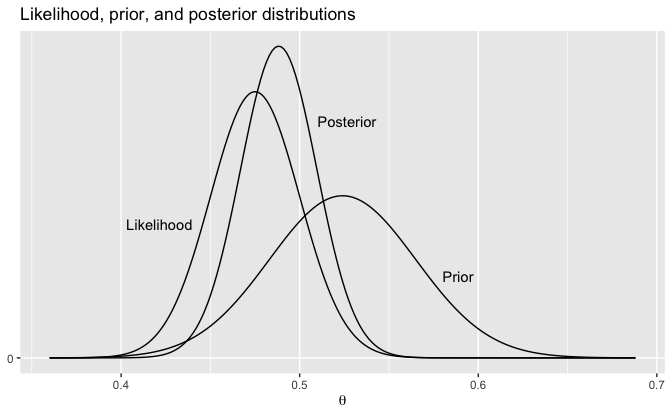 Likelihood, prior, and posterior distributions
Posterior
Likelihood
Prior
0
0.4 0.5 0.6 0.7
θ